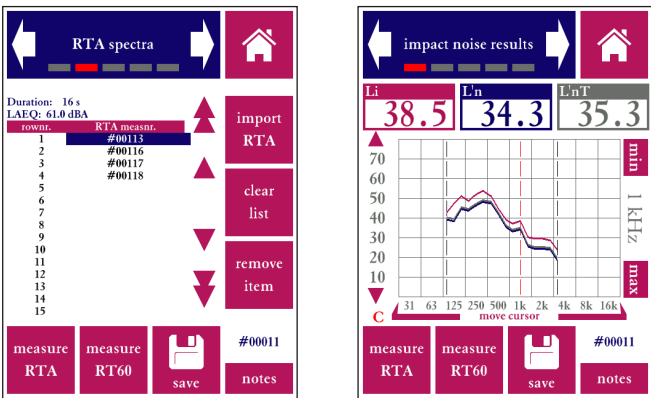 RTA spectra
Duration: 16 s
LAEQ: 61.0 dBA
rownr. RTA measnr.
1 #00113
2 #00116
3 #00117
4 #00118
5
6
7
8
9
10
11
12
13
14
15
import
RTA
clear
list
remove
item
measure
RTA
measure
RT60
save
#00011
notes
impact noise results
Li
38.5
L'n
34.3
L'nT
35.3
70
60
50
40
30
20
10
C
31 63 125 250 500 1k 2k 4k 8k 16k
move cursor
min
1 kHz
max
measure
RTA
measure
RT60
save
#00011
notes